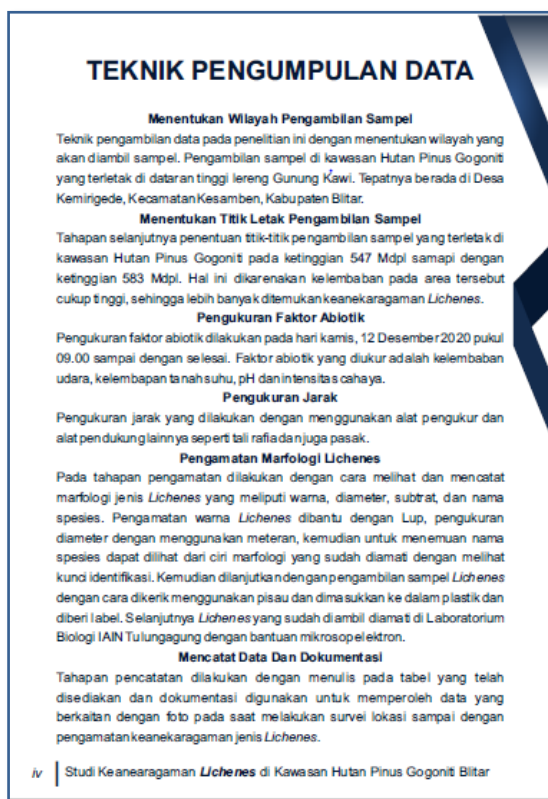 TEKNIK PENGUMPULAN DATA
Menentukan Wilayah Pengambilan Sampel
Teknik pengambilan data pada penelitian ini dengan menentukan wilayah yang
akan diambil sampel. Pengambilan sampel di kawasan Hutan Pinus Gogoniti
yang terletak di dataran tinggi lereng Gunung Kawi. Tepatnya berada di Desa
Kemirigede, Kecamatan Kesamben, Kabupaten Blitar.
Menentukan Titik Letak Pengambilan Sampel
Tahapan selanjutnya penentuan titik-titik pengambilan sampel yang terletak di
kawasan Hutan Pinus Gogoniti pada ketinggian 547 Mdpl samapi dengan
ketinggian 583 Mdpl. Hal ini dikarenakan kelembaban pada area tersebut
cukup tinggi, sehingga lebih banyak ditemukan keanekaragaman Lichenes.
Pengukuran Faktor Abiotik
Pengukuran faktor abiotik dilakukan pada hari kamis, 12 Desember 2020 pukul
09.00 sampai dengan selesai. Faktor abiotik yang diukur adalah kelembaban
udara, kelembapan tanah suhu, pH dan intensitas cahaya.
Pengukuran Jarak
Pengukuran jarak yang dilakukan dengan menggunakan alat pengukur dan
alat pendukung lainnya seperti tali rafia dan juga pasak.
Pengamatan Marfologi Lichenes
Pada tahapan pengamatan dilakukan dengan cara melihat dan mencatat
marfologi jenis Lichenes yang meliputi warna, diameter, subtrat, dan nama
spesies. Pengamatan warna Lichenes dibantu dengan Lup, pengukuran
diameter dengan menggunakan meteran, kemudian untuk menemuan nama
spesies dapat dilihat dari ciri marfologi yang sudah diamati dengan melihat
kunci identifikasi. Kemudian dilanjutkan dengan pengambilan sampel Lichenes
dengan cara dikerik menggunakan pisau dan dimasukkan ke dalam plastik dan
diberi label. Selanjutnya Lichenes yang sudah diambil diamati di Laboratorium
Biologi IAIN Tulungagung dengan bantuan mikrosop elektron.
Mencatat Data Dan Dokumentasi
Tahapan pencatatan dilakukan dengan menulis pada tabel yang telah
disediakan dan dokumentasi digunakan untuk memperoleh data yang
berkaitan dengan foto pada saat melakukan survei lokasi sampai dengan
pengamatan keanekaragaman jenis Lichenes.
iv Studi Keanearagaman Lichenes di Kawasan Hutan Pinus Gogoniti Blitar